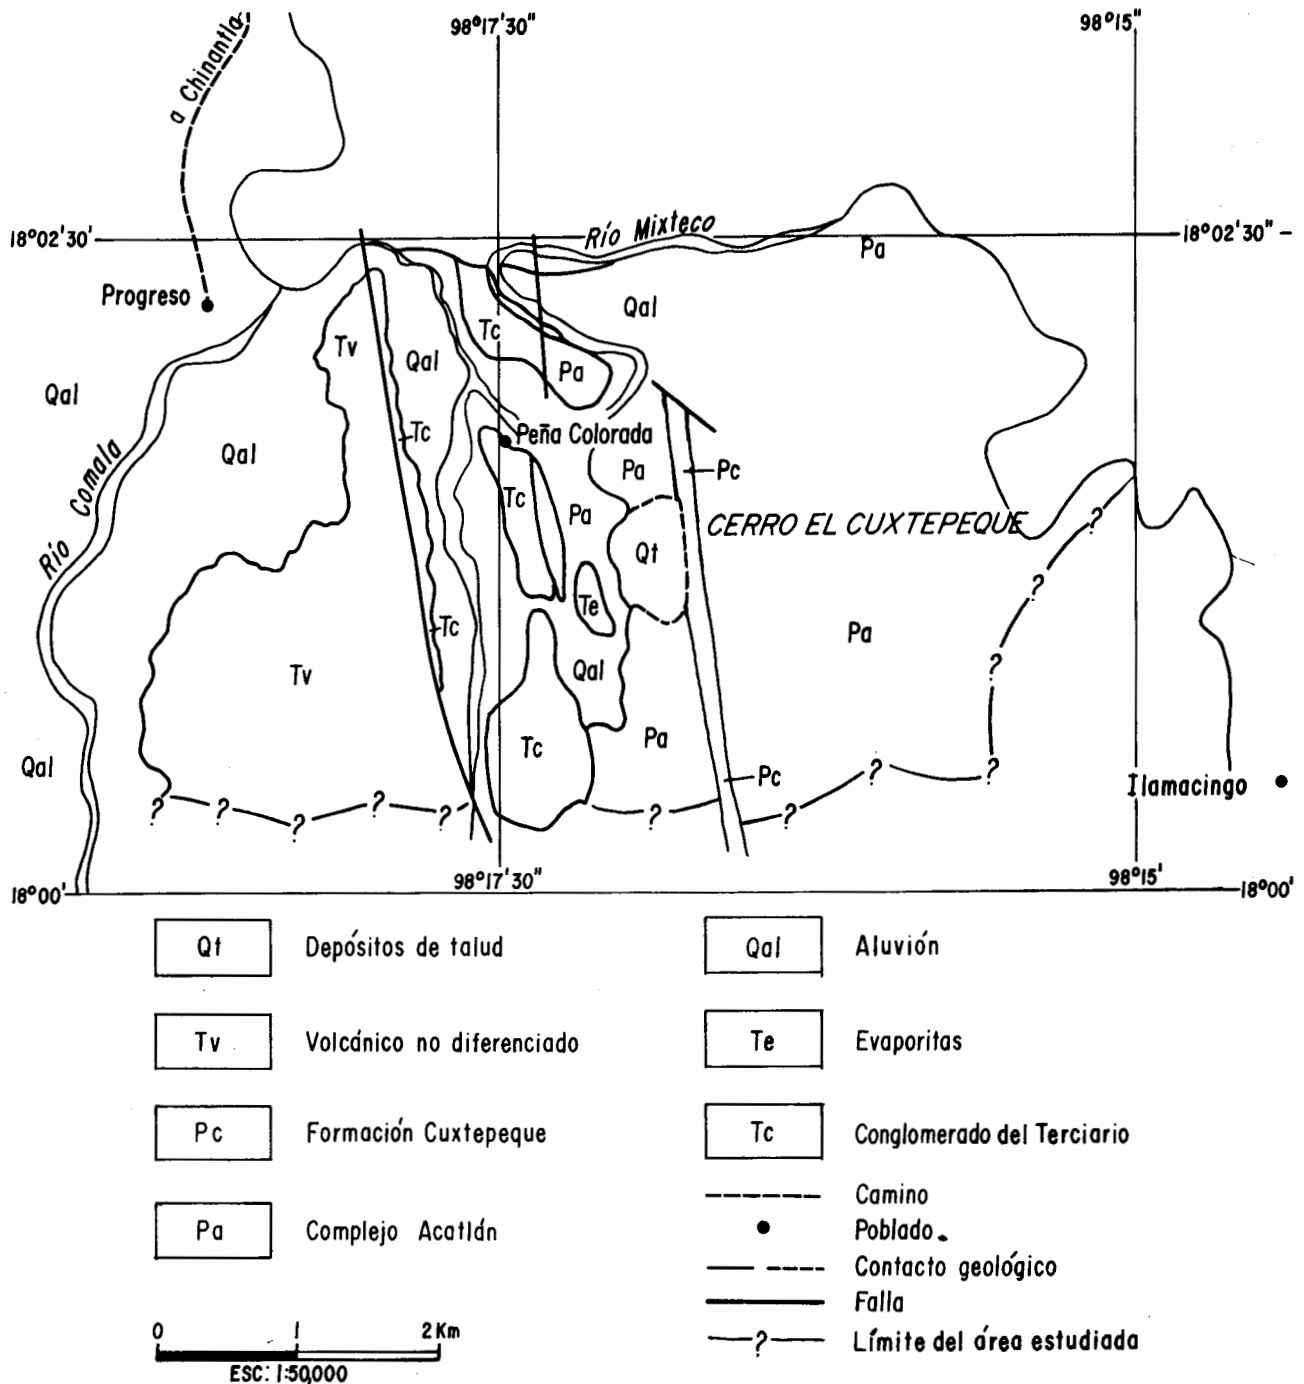 98°17'30"
98°15"
a Chinantla
18°02'30"
Río Mixteco
18°02'30"
Pa
Progreso
Qal
Tc
Tv
Qal
Pa
Qal
Tc
Peña Colorada
Qal
Pa
Pc
Río Comala
Tc
Pa
CERRO EL CUXTEPEQUE
?
Qt
?
Te
Tc
Pa
?
Tv
Qal
Tc
Pa
Qal
Pc
?
?
Ilamacingo
?
?
?
?
?
?
?
98°17'30"
98°15'
18°00'
18°00'
Qt Depósitos de talud
Qal Aluvión
Tv Volcánico no diferenciado
Te Evaporitas
Pc Formación Cuxtepeque
Tc Conglomerado del Terciario
Pa Complejo Acatlán
Camino
Poblado.
Contacto geológico
Falla
? Límite del área estudiada
0 1 2 Km
ESC: 1:50,000